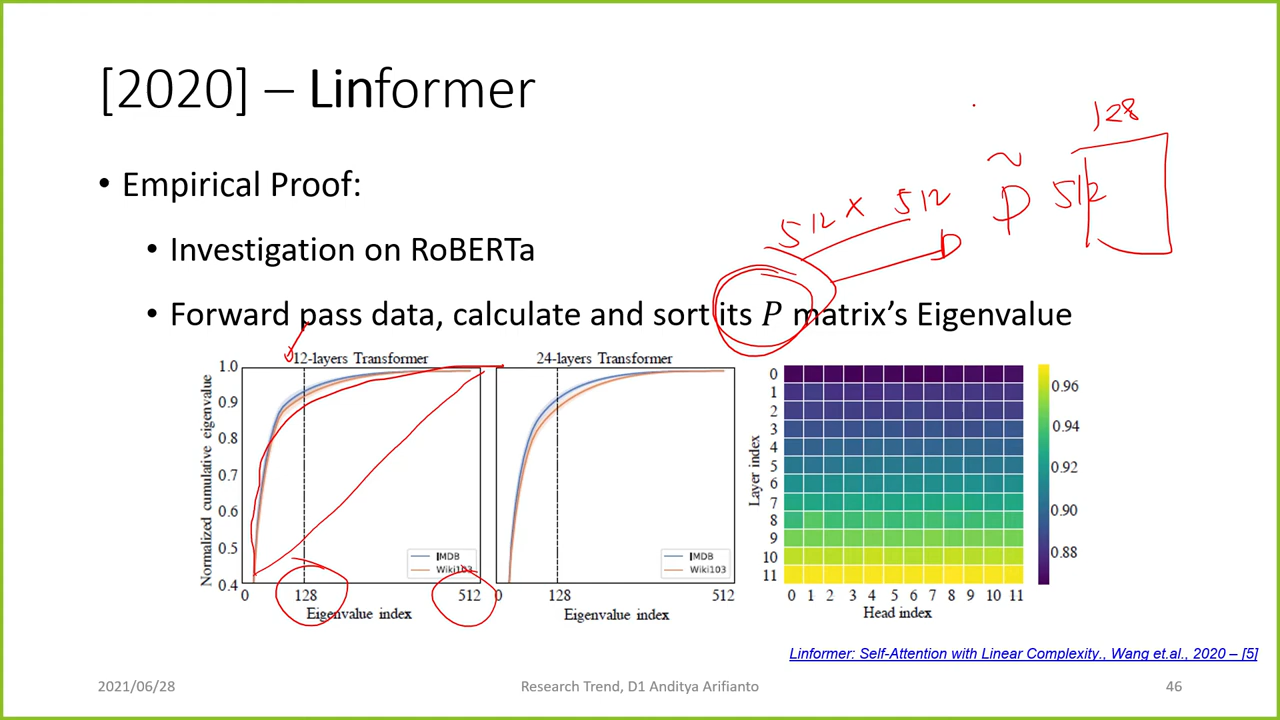 [2020] – Linformer
128
• Empirical Proof:
~
P
512
512 x 512
D
• Investigation on RoBERTa
• Forward pass data, calculate and sort its P matrix's Eigenvalue
12-layers Transformer
24-layers Transformer
Normalized cumulative eigenvalue
1.0
0.9
0.8
0.7
0.6
0.5
0.4
IMDB
Wiki103
0 128 512
Eigenvalue index
IMDB
Wiki103
0 128 512
Eigenvalue index
Layer index
0
1
2
3
4
5
6
7
8
9
10
11
0 1 2 3 4 5 6 7 8 9 10 11
Head index
0.96
0.94
0.92
0.90
0.88
Linformer: Self-Attention with Linear Complexity., Wang et.al., 2020 – [5]
2021/06/28
Research Trend, D1 Anditya Arifianto
46